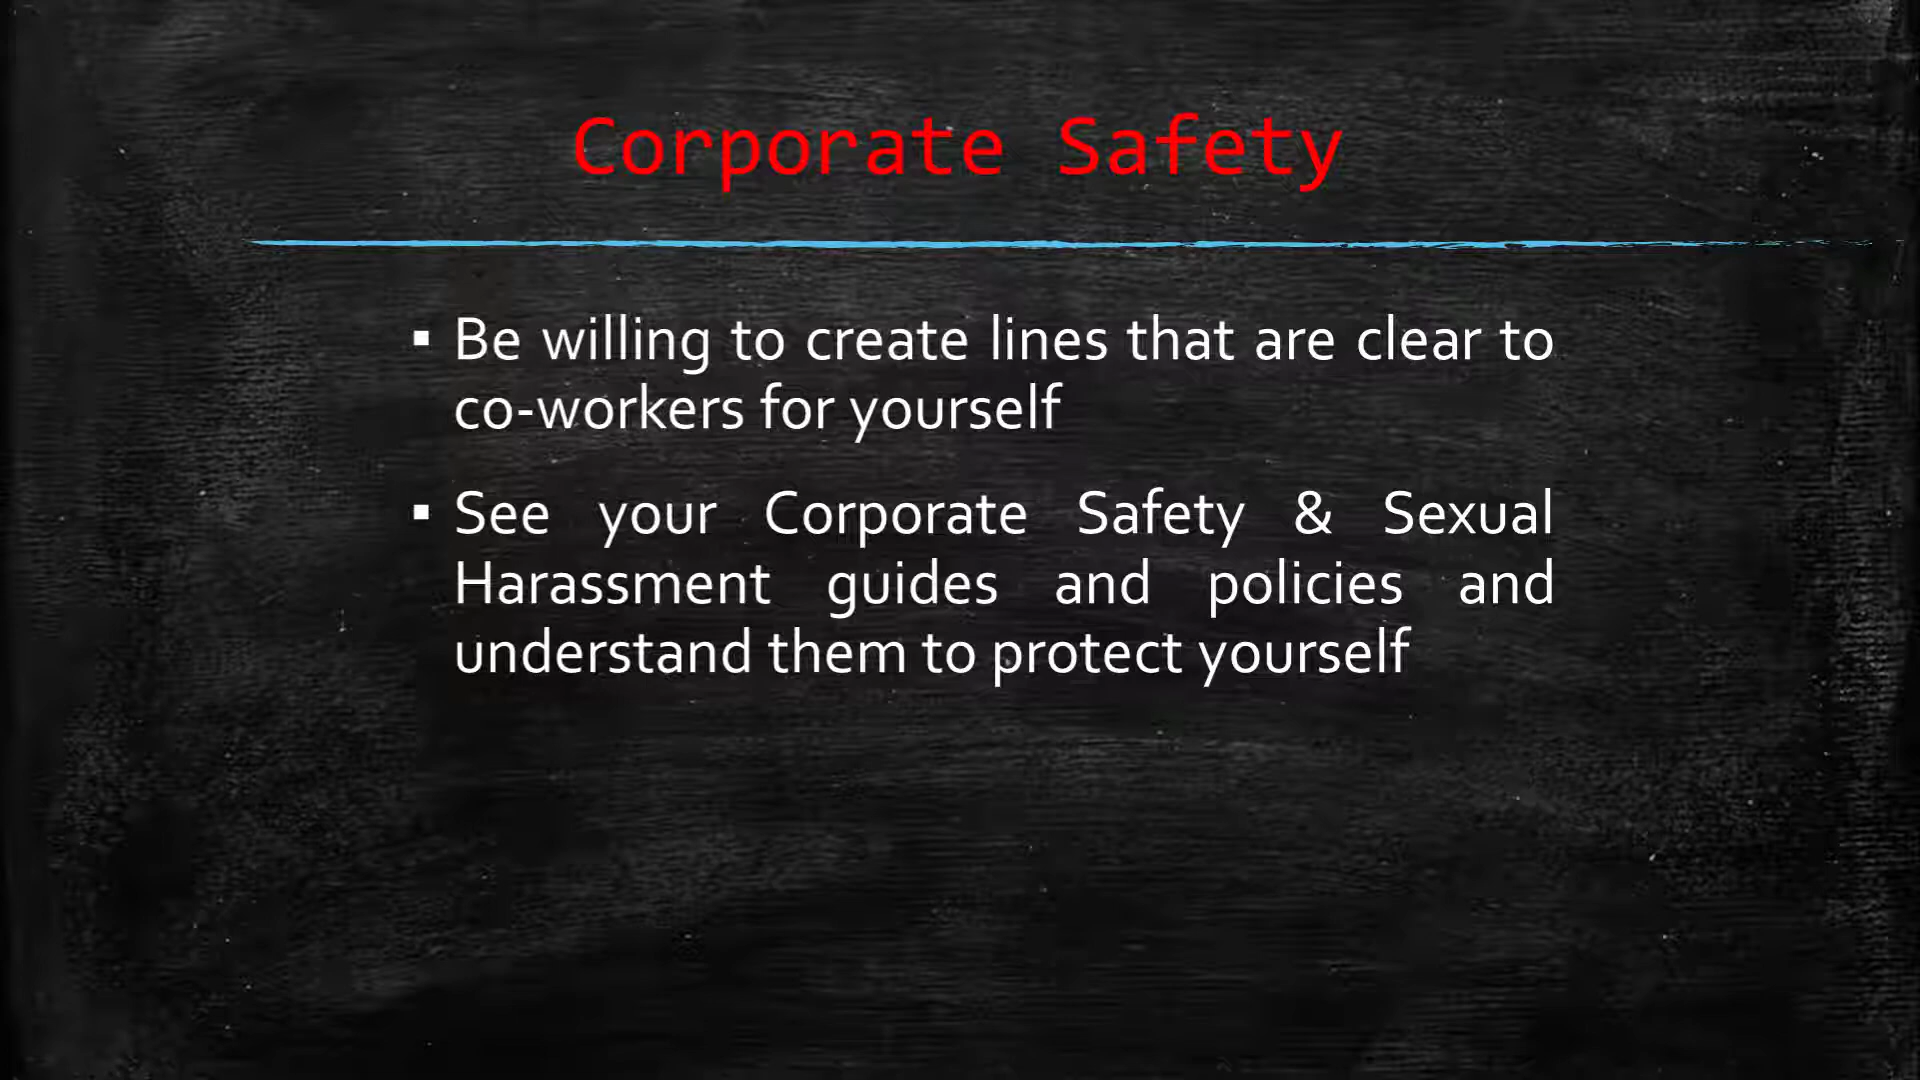 Corporate Safety
▪ Be willing to create lines that are clear to
co-workers for yourself
▪ See your Corporate Safety & Sexual
Harassment guides and policies and
understand them to protect yourself